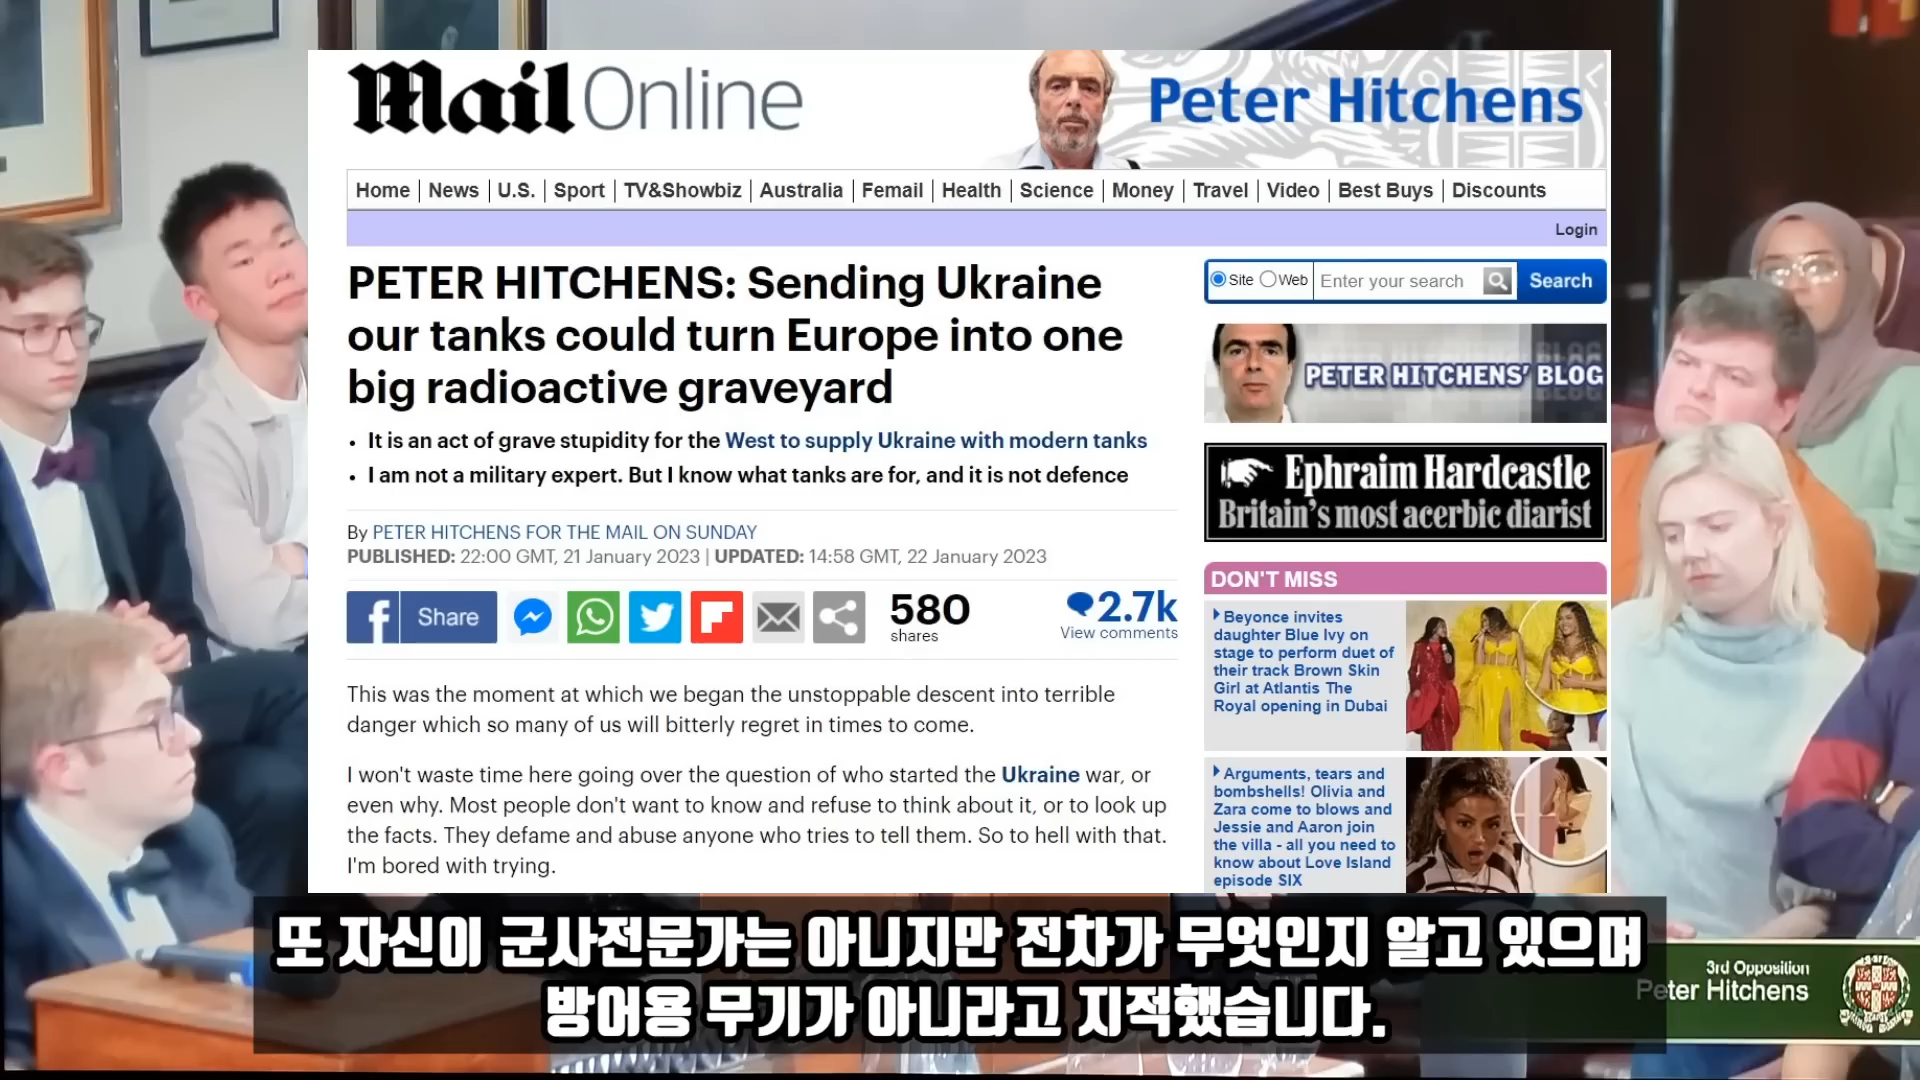 Mail Online
Peter Hitchens
Home News U.S. Sport TV&Showbiz Australia Femail Health Science Money Travel Video Best Buys Discounts
Login
PETER HITCHENS: Sending Ukraine
our tanks could turn Europe into one
big radioactive graveyard
• It is an act of grave stupidity for the West to supply Ukraine with modern tanks
• I am not a military expert. But I know what tanks are for, and it is not defence
By PETER HITCHENS FOR THE MAIL ON SUNDAY
PUBLISHED: 22:00 GMT, 21 January 2023 | UPDATED: 14:58 GMT, 22 January 2023
Share
580
shares
2.7k
View comments
This was the moment at which we began the unstoppable descent into terrible
danger which so many of us will bitterly regret in times to come.
I won't waste time here going over the question of who started the Ukraine war, or
even why. Most people don't want to know and refuse to think about it, or to look up
the facts. They defame and abuse anyone who tries to tell them. So to hell with that.
I'm bored with trying.
Site Web Enter your search Search
PETER HITCHENS' BLOG
Ephraim Hardcastle
Britain's most acerbic diarist
DON'T MISS
Beyonce invites
daughter Blue Ivy on
stage to perform duet of
their track Brown Skin
Girl at Atlantis The
Royal opening in Dubai
Arguments, tears and
bombshells! Olivia and
Zara come to blows and
Jessie and Aaron join
the villa - all you need to
know about Love Island
episode SIX
또 자신이 군사전문가는 아니지만 전차가 무엇인지 알고 있으며
방어용 무기가 아니라고 지적했습니다.
3rd Opposition
Peter Hitchens